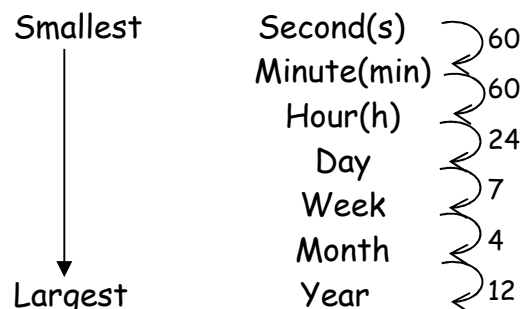 Smallest Second(s)
60
Minute(min)
60
Hour(h)
24
Day
7
Week
4
Month
12
Largest Year